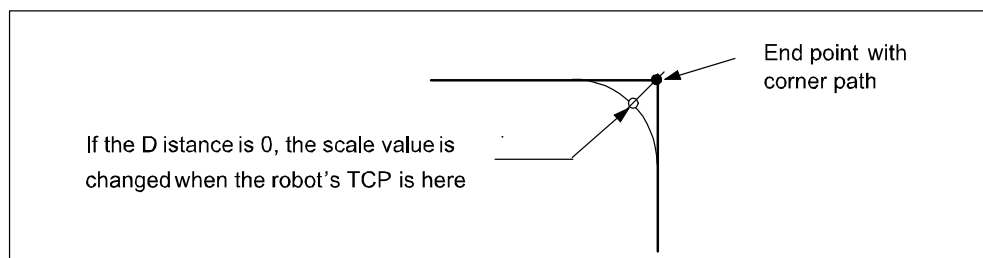 End point with
corner path
If the D istance is 0, the scale value is
changed when the robot's TCP is here